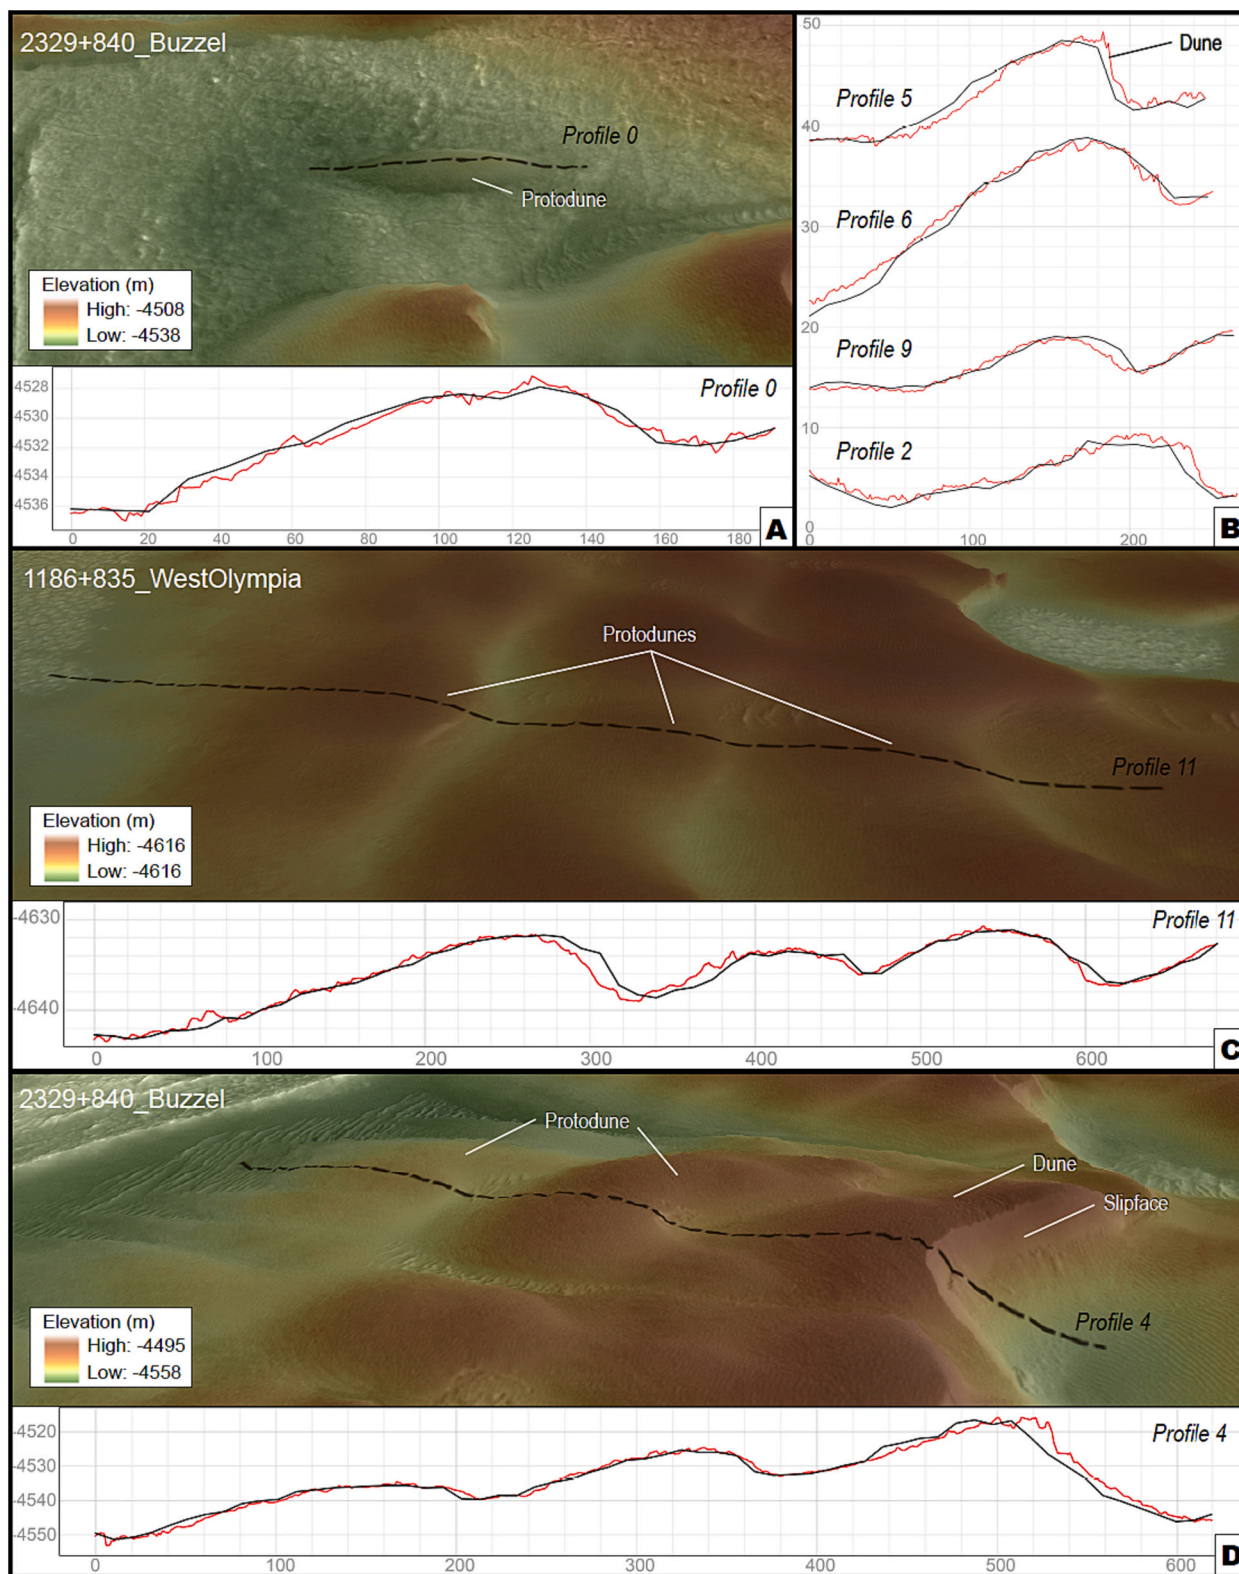 2329+840_Buzzel
Profile 0
Protodune
Elevation (m)
High: -4508
Low: -4538
Profile 0
4528
4530
4532
4534
4536
0 20 40 60 80 100 120 140 160 180
A
50
Dune
Profile 5
40
Profile 6
30
20
Profile 9
10
Profile 2
0
0 100 200
B
1186+835_WestOlympia
Protodunes
Profile 11
Elevation (m)
High: -4616
Low: -4616
-4630
Profile 11
-4640
0 100 200 300 400 500 600
C
2329+840_Buzzel
Protodune
Dune
Slipface
Profile 4
Elevation (m)
High: -4495
Low: -4558
-4520
Profile 4
-4530
-4540
-4550
0 100 200 300 400 500 600
D